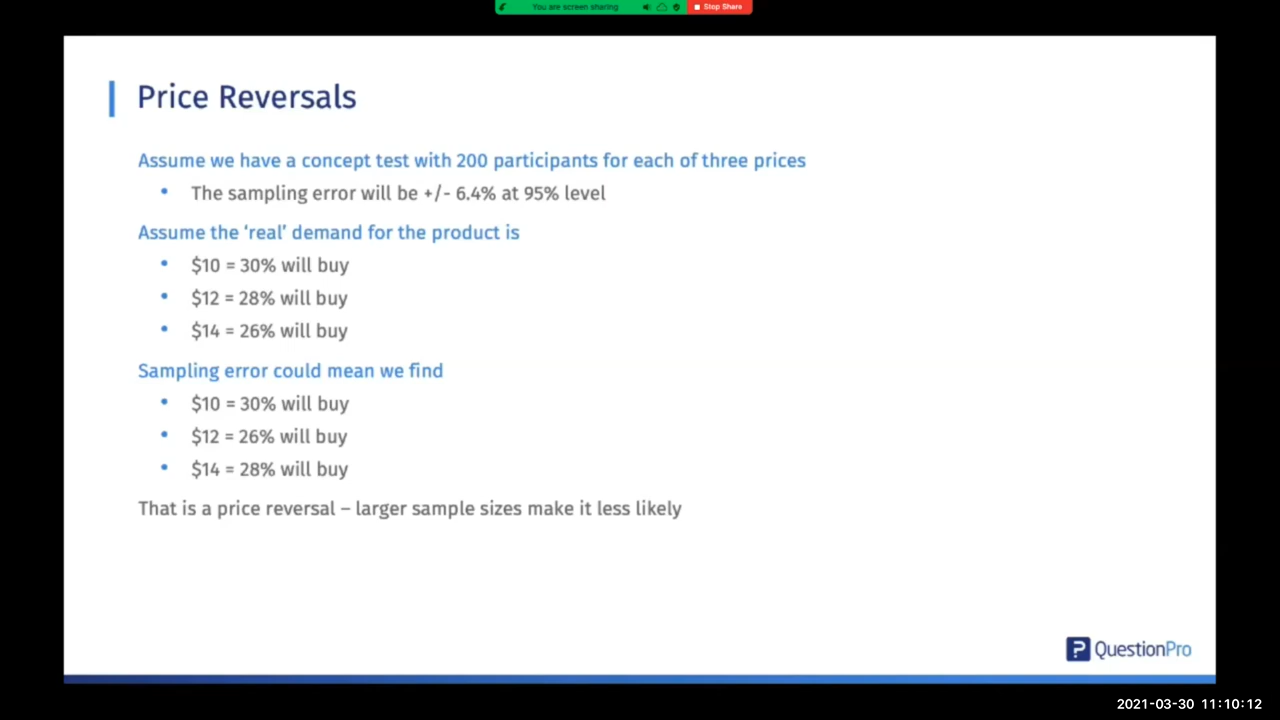 You are screen sharing
Stop Share
Price Reversals
Assume we have a concept test with 200 participants for each of three prices
• The sampling error will be +/- 6.4% at 95% level
Assume the ‘real’ demand for the product is
• $10 = 30% will buy
• $12 = 28% will buy
• $14 = 26% will buy
Sampling error could mean we find
• $10 = 30% will buy
• $12 = 26% will buy
• $14 = 28% will buy
That is a price reversal – larger sample sizes make it less likely
QuestionPro
2021-03-30 11:10:12